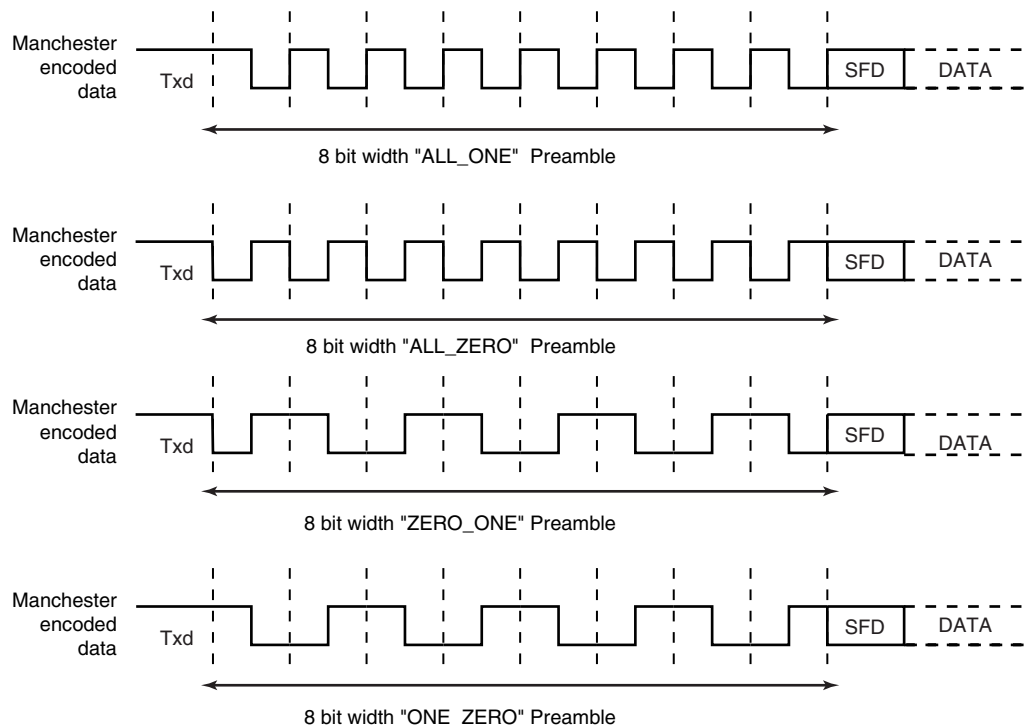 Manchester
encoded
data
Txd
SFD
DATA
8 bit width "ALL_ONE" Preamble
Manchester
encoded
data
Txd
SFD
DATA
8 bit width "ALL_ZERO" Preamble
Manchester
encoded
data
Txd
SFD
DATA
8 bit width "ZERO_ONE" Preamble
Manchester
encoded
data
Txd
SFD
DATA
8 bit width "ONE_ZERO" Preamble